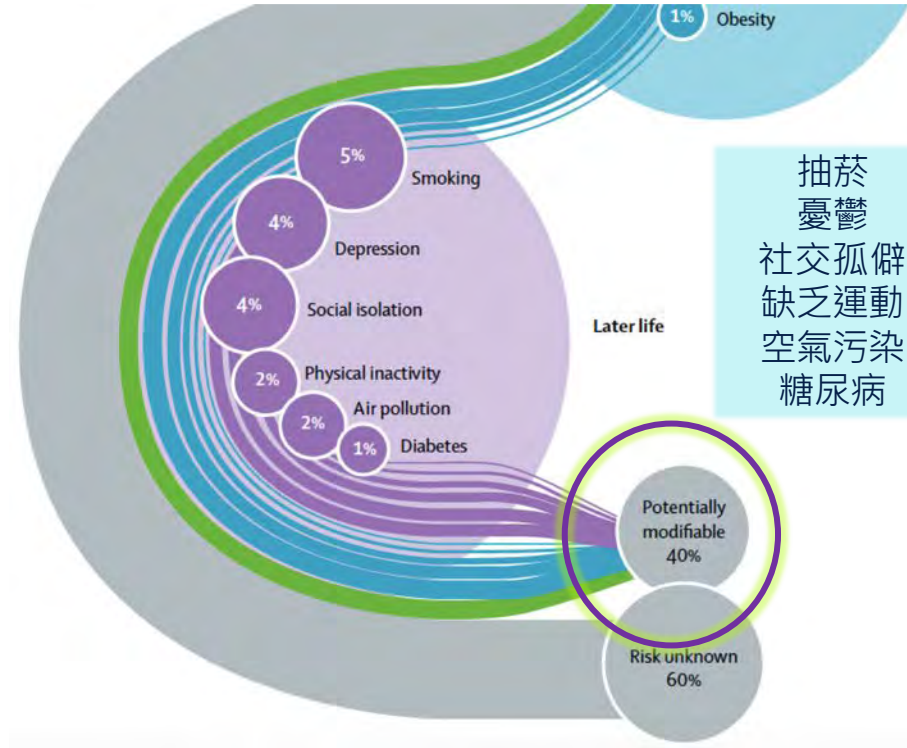 1%
Obesity
5%
Smoking
4%
Depression
4%
Social isolation
2%
Physical inactivity
2%
Air pollution
1%
Diabetes
Later life
抽菸
憂鬱
社交孤僻
缺乏運動
空氣污染
糖尿病
Potentially
modifiable
40%
Risk unknown
60%